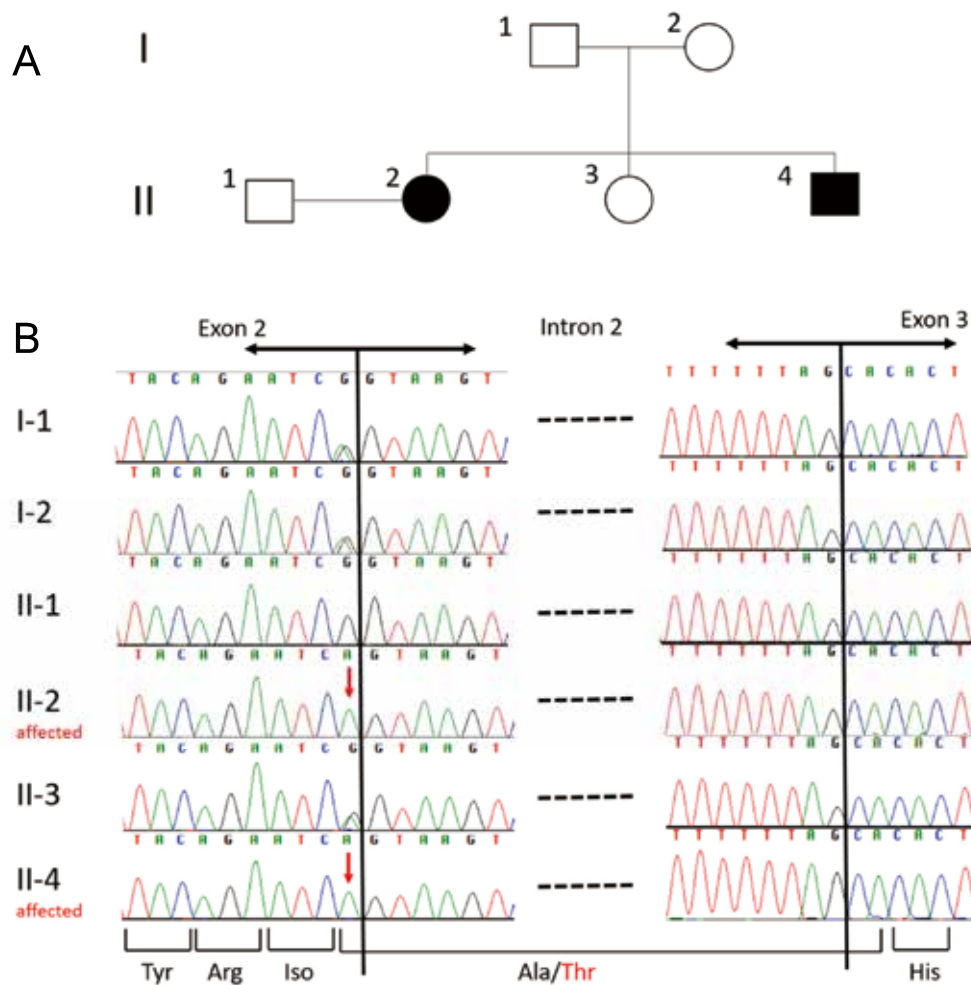 A
I
1
2
II
1
2
3
4
B
Exon 2
Intron 2
Exon 3
T A C A G A A T C G G T A A G T
T T T T T T A G C A C A C T
I-1
T A C A G A A T C G G T A A G T
T T T T T T A G C A C A C T
I-2
T A C A G A A T C G G T A A G T
T T T T T T A G C A C A C T
II-1
T A C A G A A T C A G T A A G T
T T T T T T A G C A C A C T
II-2
affected
T A C A G A A T C G G T A A G T
T T T T T T A G C A C A C T
II-3
T A C A G A A T C A G T A A G T
T T T T T T A G C A C A C T
II-4
affected
Tyr
Arg
Iso
Ala/Thr
His